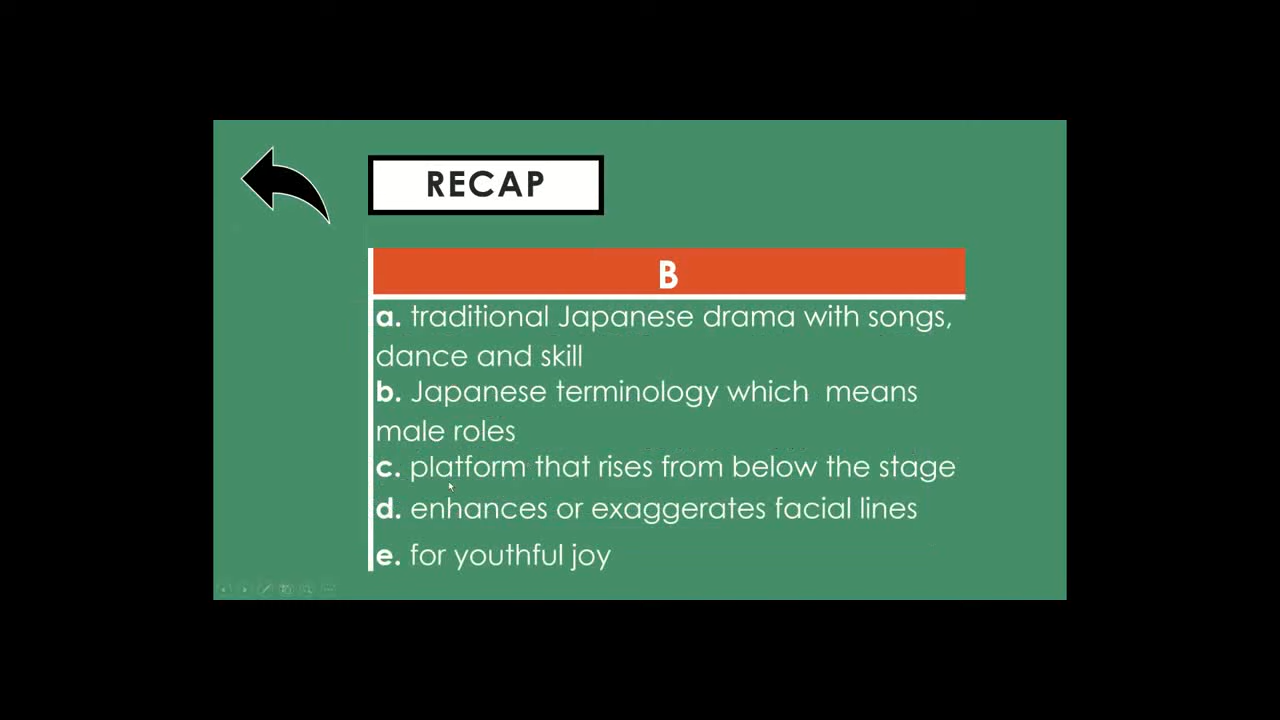 RECAP
B
a. traditional Japanese drama with songs,
dance and skill
b. Japanese terminology which  means
male roles
c. platform that rises from below the stage
d. enhances or exaggerates facial lines
e. for youthful joy